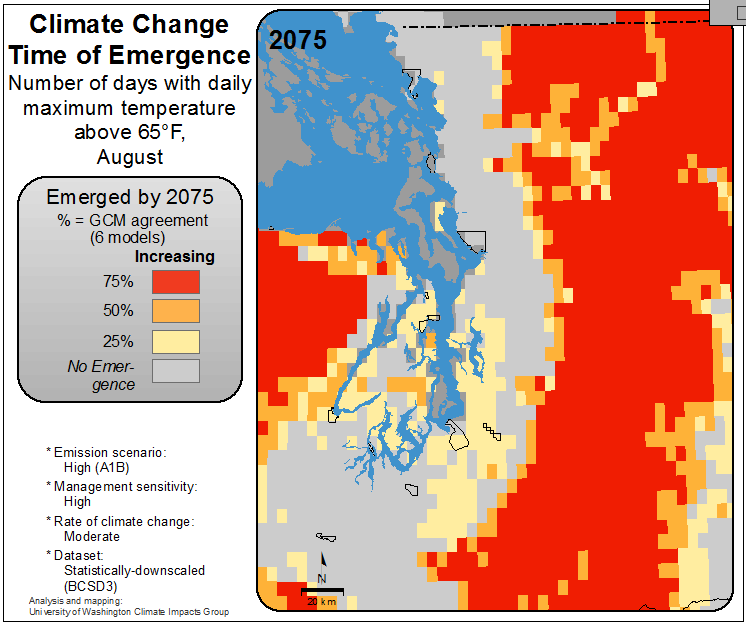 Climate Change
Time of Emergence
Number of days with daily
maximum temperature
above 65°F,
August
2075
Emerged by 2075
% = GCM agreement
(6 models)
Increasing
75%
50%
25%
No Emer-
gence
* Emission scenario:
High (A1B)
* Management sensitivity:
High
* Rate of climate change:
Moderate
* Dataset:
Statistically-downscaled
(BCSD3)
Analysis and mapping:
University of Washington Climate Impacts Group
N
20 km